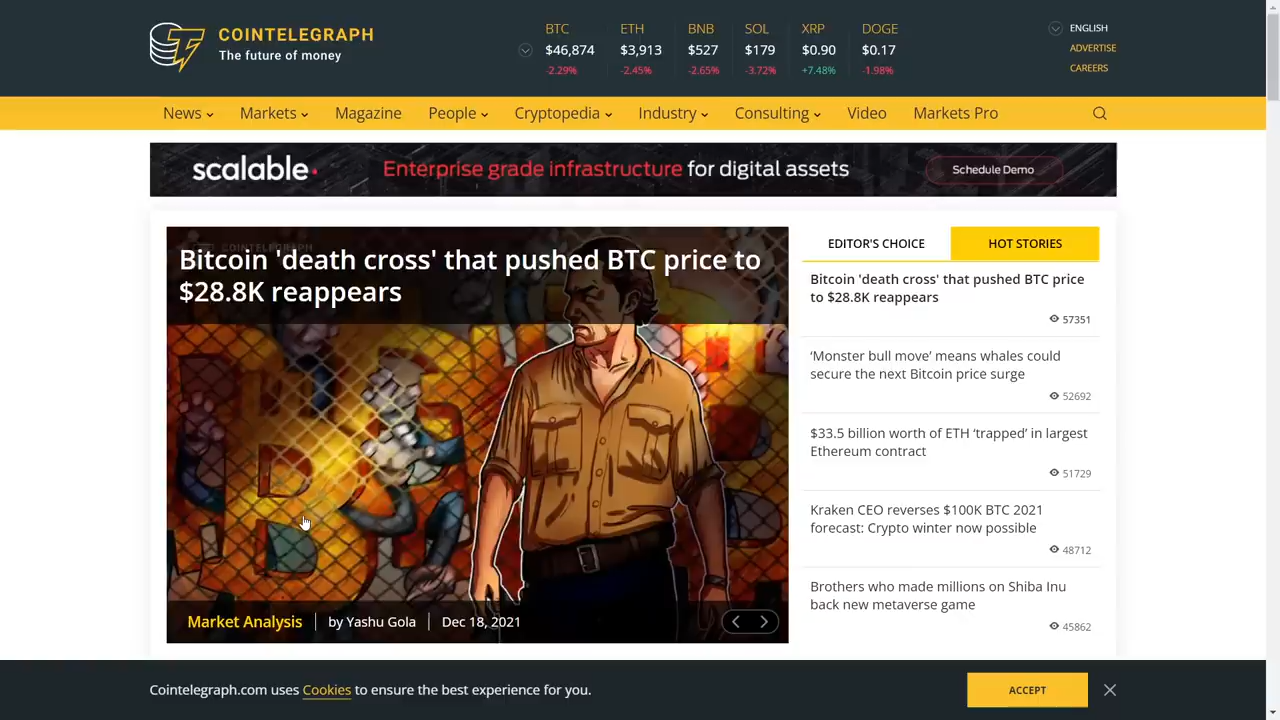 COINTELEGRAPH
The future of money
BTC
$46,874
-2.29%
ETH
$3,913
-2.45%
BNB
$527
-2.65%
SOL
$179
-3.72%
XRP
$0.90
+7.48%
DOGE
$0.17
-1.98%
ENGLISH
ADVERTISE
CAREERS
News Markets Magazine People Cryptopedia Industry Consulting Video Markets Pro
scalable
Enterprise grade infrastructure for digital assets
Schedule Demo
COINTELEGRAPH
Bitcoin 'death cross' that pushed BTC price to
$28.8K reappears
Market Analysis | by Yashu Gola | Dec 18, 2021
EDITOR'S CHOICE
HOT STORIES
Bitcoin 'death cross' that pushed BTC price
to $28.8K reappears
57351
‘Monster bull move’ means whales could
secure the next Bitcoin price surge
52692
$33.5 billion worth of ETH ‘trapped’ in largest
Ethereum contract
51729
Kraken CEO reverses $100K BTC 2021
forecast: Crypto winter now possible
48712
Brothers who made millions on Shiba Inu
back new metaverse game
45862
Cointelegraph.com uses Cookies to ensure the best experience for you.
ACCEPT